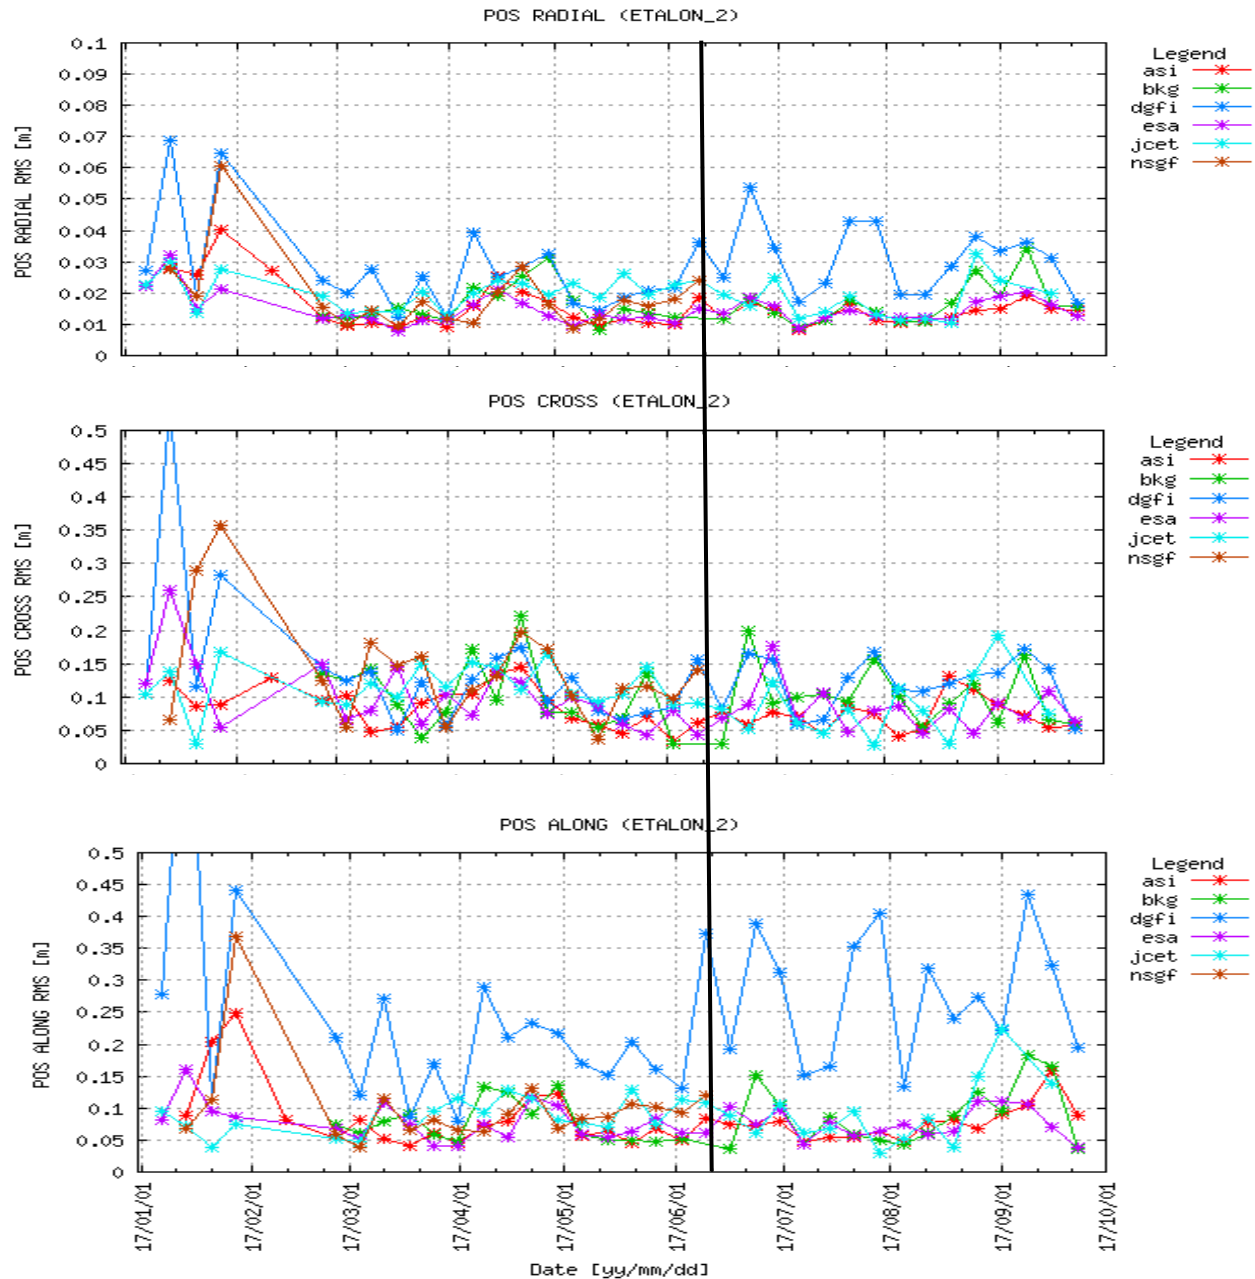 POS RADIAL (ETALON_2)
0.1
0.09
0.08
0.07
0.06
0.05
0.04
0.03
0.02
0.01
0
POS RADIAL RMS [m]
Legend
asi
bkg
dgfi
esa
jcet
nsgf
POS CROSS (ETALON_2)
0.5
0.45
0.4
0.35
0.3
0.25
0.2
0.15
0.1
0.05
0
POS CROSS RMS [m]
Legend
asi
bkg
dgfi
esa
jcet
nsgf
POS ALONG (ETALON_2)
0.5
0.45
0.4
0.35
0.3
0.25
0.2
0.15
0.1
0.05
0
POS ALONG RMS [m]
Legend
asi
bkg
dgfi
esa
jcet
nsgf
17/01/01
17/02/01
17/03/01
17/04/01
17/05/01
17/06/01
17/07/01
17/08/01
17/09/01
17/10/01
Date [yy/mm/dd]